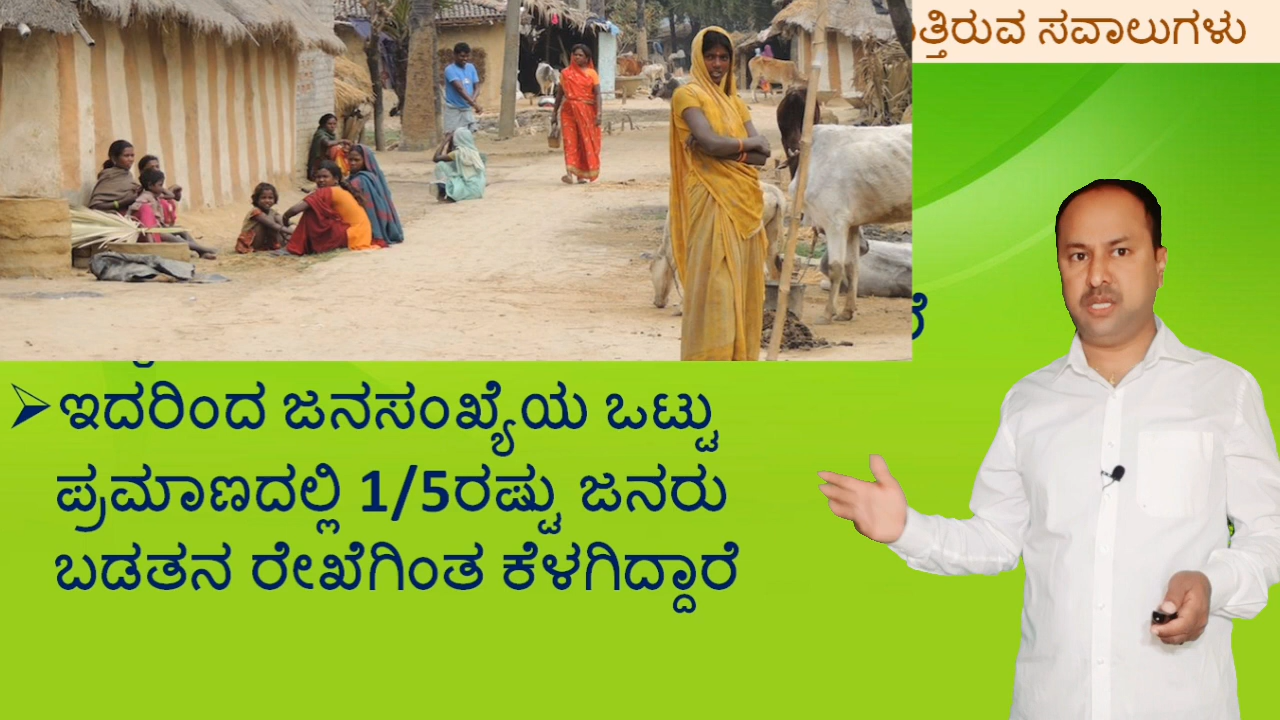 ಸವಾಲುಗಳು
ಇದರಿಂದ ಜನಸಂಖ್ಯೆಯ ಒಟ್ಟು
ಪ್ರಮಾಣದಲ್ಲಿ 1/5ರಷ್ಟು ಜನರು
ಬಡತನ ರೇಖೆಗಿಂತ ಕೆಳಗಿದ್ದಾರೆ